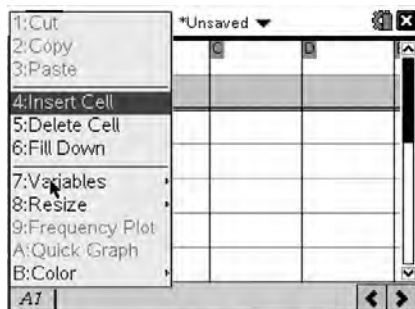 1:Cut
*Unsaved
2:Copy
C
D
3:Paste
4:Insert Cell
5:Delete Cell
6:Fill Down
7:Variables
8:Resize
9:Frequency Plot
A:Quick Graph
B:Color
A1